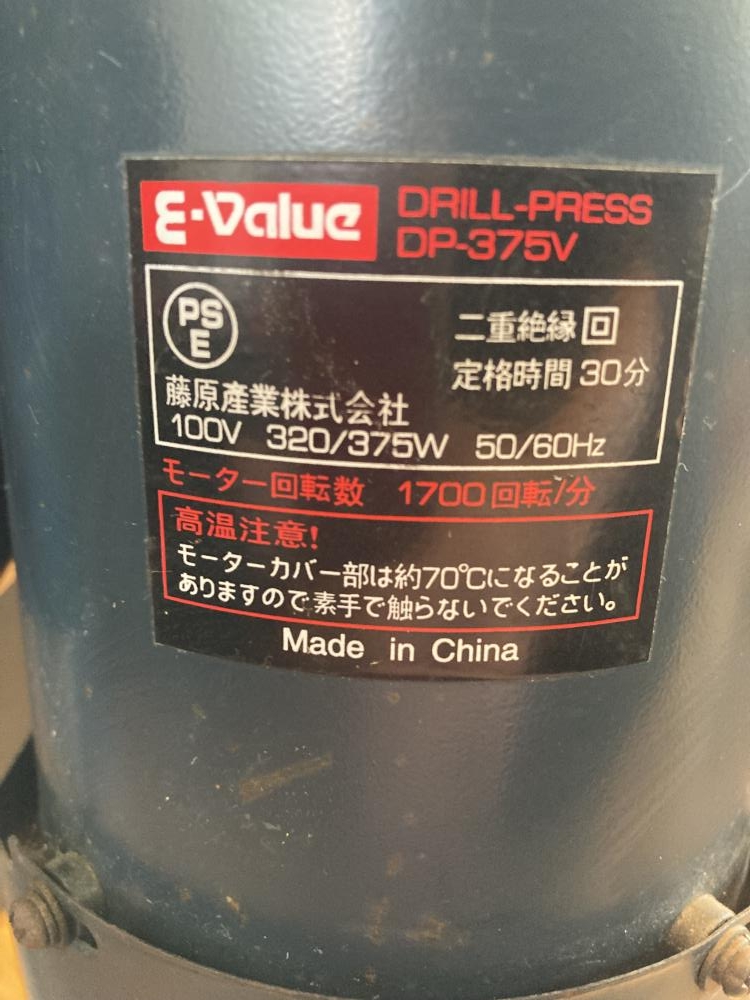 E-Value
DRILL-PRESS
DP-375V
PS
E
二重絶縁 回
定格時間 30分
藤原産業株式会社
100V 320/375W 50/60Hz
モーター回転数 1700回転/分
高温注意!
モーターカバー部は約70℃になることが
ありますので素手で触らないでください。
Made in China